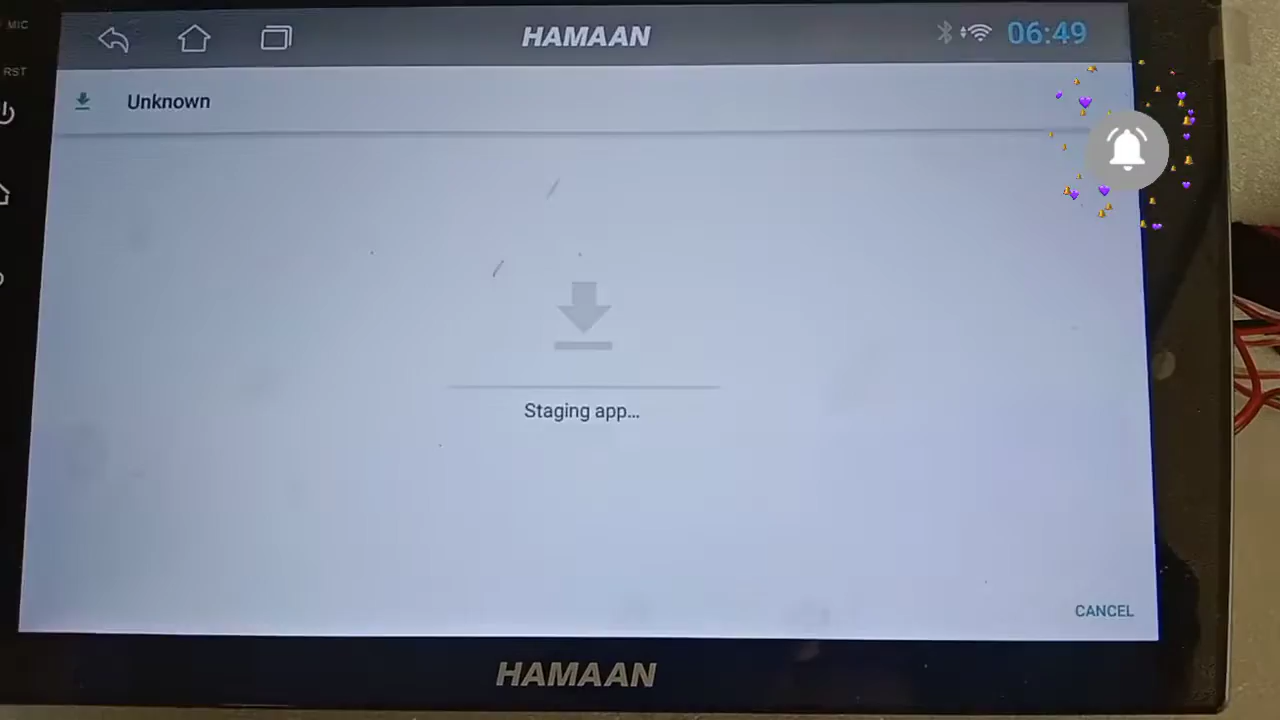 MIC
HAMAAN
06:49
RST
Unknown
Staging app...
CANCEL
HAMAAN